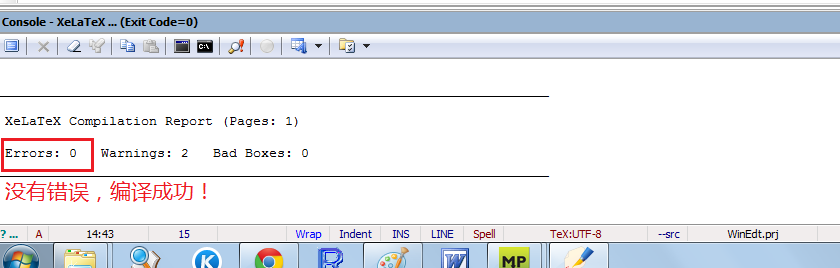 Console - XeLaTeX ... (Exit Code=0)
C:\
XeLaTeX Compilation Report (Pages: 1)
Errors: 0 Warnings: 2 Bad Boxes: 0
没有错误，编译成功！
? ... A 14:43 15 Wrap Indent INS LINE Spell TeX:UTF-8 --src WinEdt.prj
K R W MP